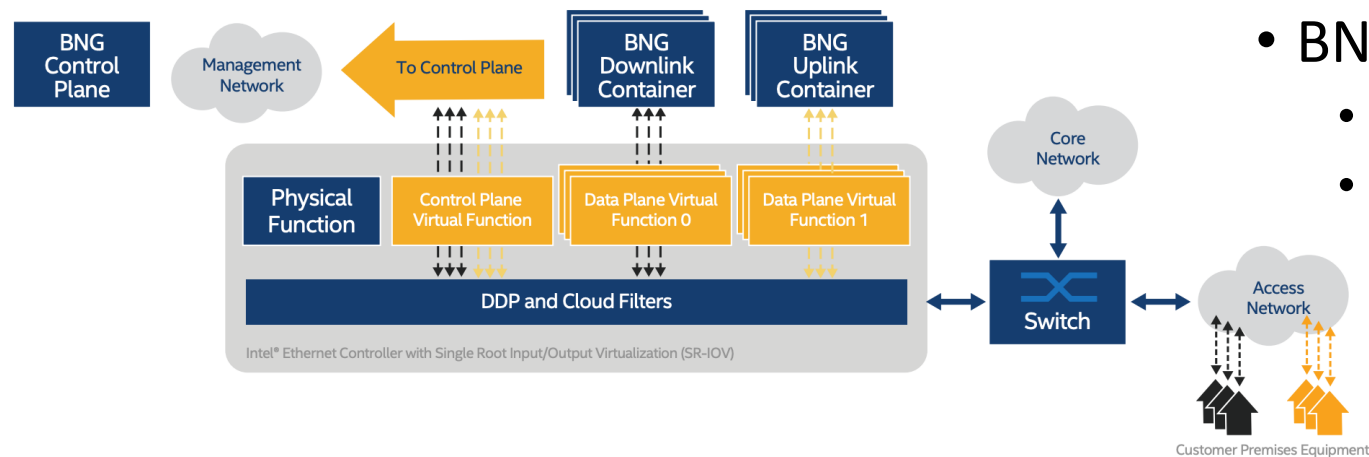 BNG
Control
Plane
Management
Network
To Control Plane
BNG
Downlink
Container
BNG
Uplink
Container
• BN
•
•
Core
Network
Physical
Function
Control Plane
Virtual Function
Data Plane Virtual
Function 0
Data Plane Virtual
Function 1
DDP and Cloud Filters
Switch
Access
Network
Intel® Ethernet Controller with Single Root Input/Output Virtualization (SR-IOV)
Customer Premises Equipment